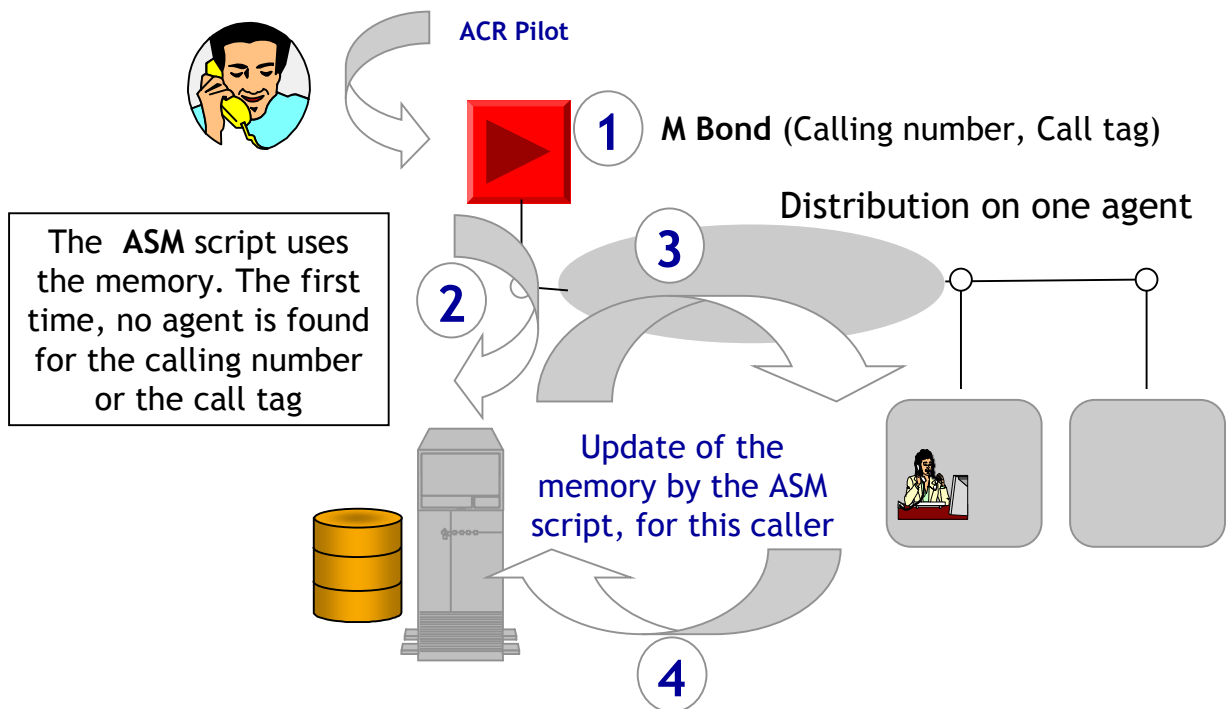 ACR Pilot
1
M Bond (Calling number, Call tag)
Distribution on one agent
The ASM script uses
the memory. The first
time, no agent is found
for the calling number
or the call tag
2
3
Update of the
memory by the ASM
script, for this caller
4